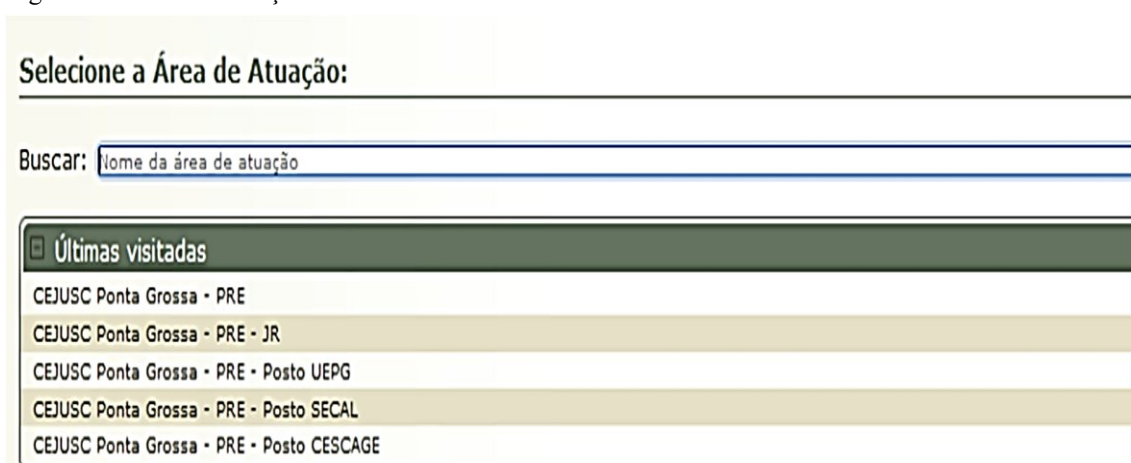 Selecione a Área de Atuação:
Buscar: Nome da área de atuação
Últimas visitadas
CEJUSC Ponta Grossa - PRE
CEJUSC Ponta Grossa - PRE - JR
CEJUSC Ponta Grossa - PRE - Posto UEPG
CEJUSC Ponta Grossa - PRE - Posto SECAL
CEJUSC Ponta Grossa - PRE - Posto CESCAGE